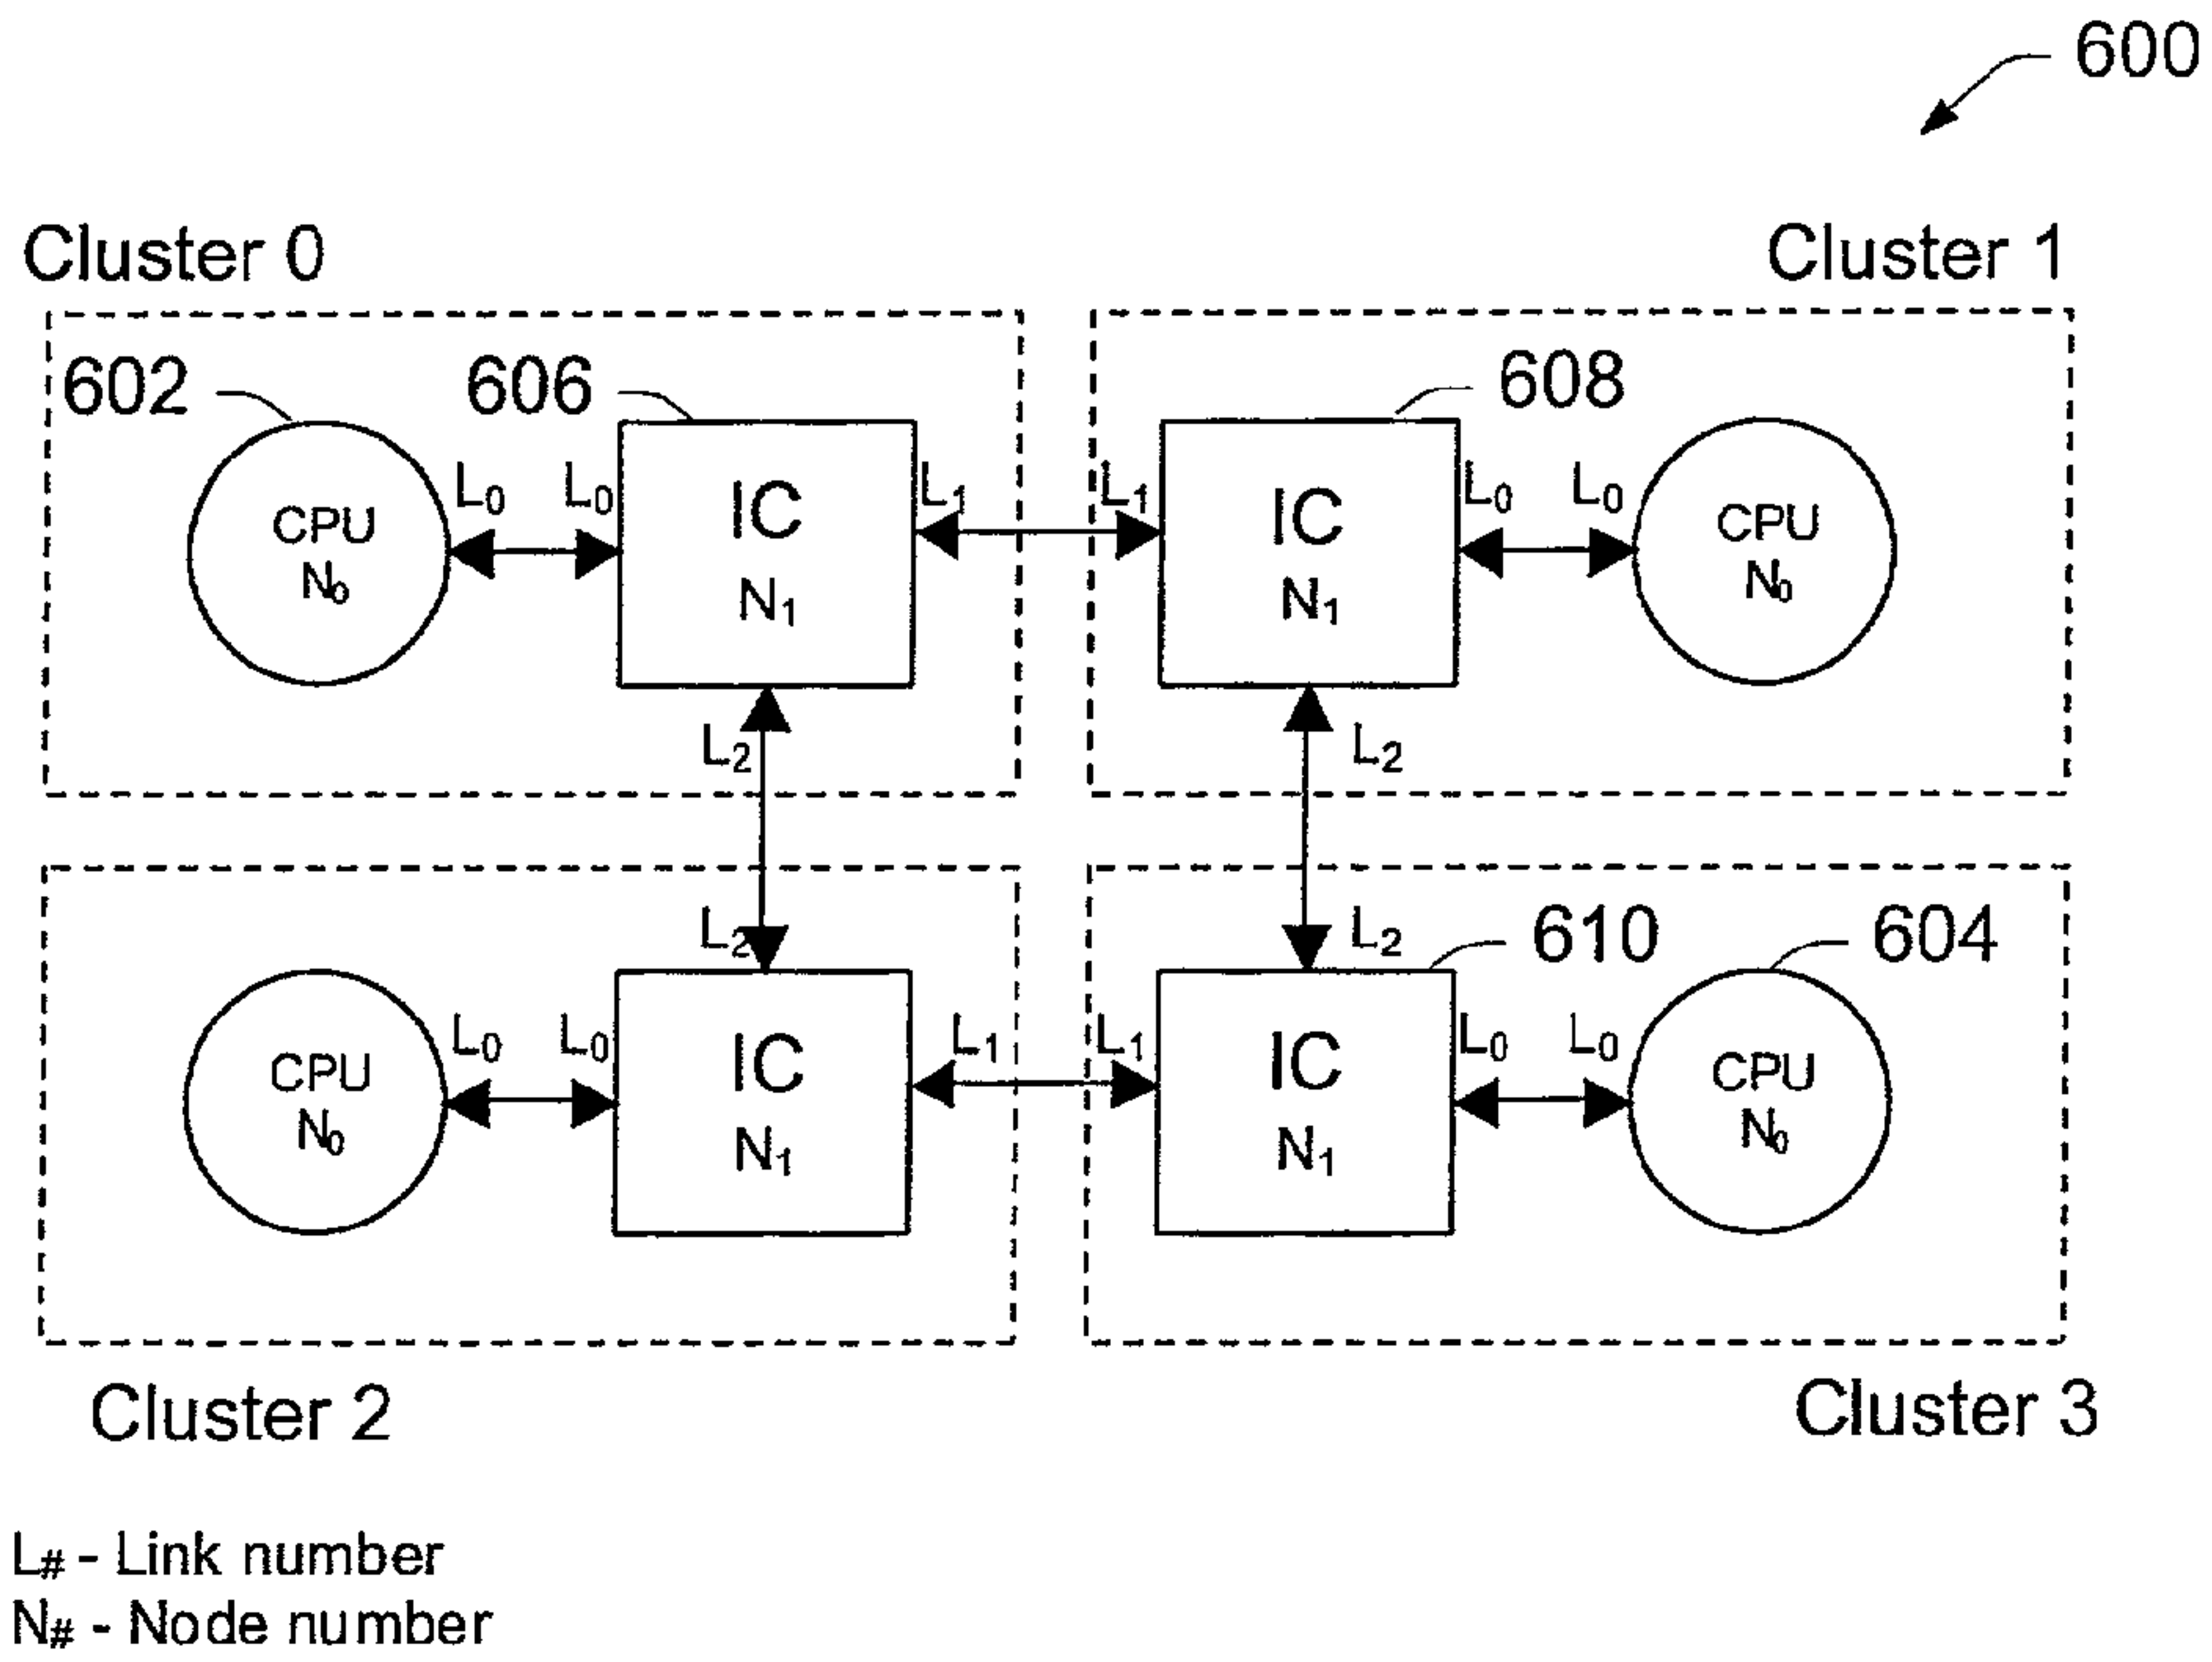 600
Cluster 0
Cluster 1
602
606
608
L0
L0
L1
L1
L0
L0
CPU
N0
IC
N1
IC
N1
CPU
N0
L2
L2
L2
L2
610
604
L0
L0
L1
L1
L0
L0
CPU
N0
IC
N1
IC
N1
CPU
N0
Cluster 2
Cluster 3
L# - Link number
N# - Node number